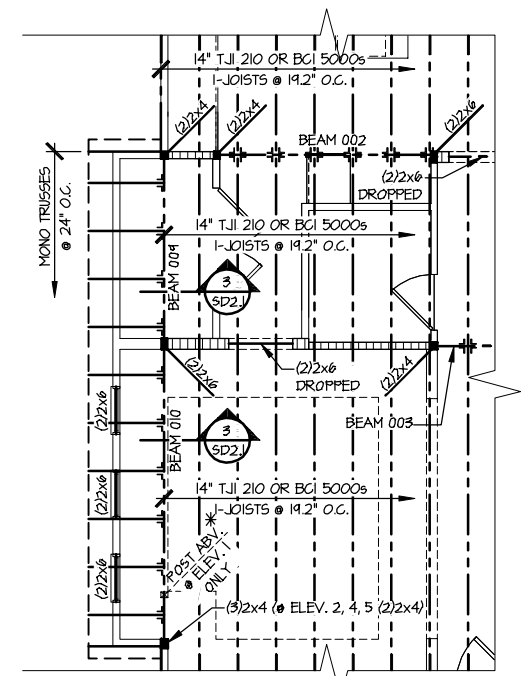 14" TJI 210 OR BCI 5000s
I-JOISTS @ 19.2" O.C.
(2)2x4
(2)2x4
(2)2x6
BEAM 002
(2)2x6
DROPPED
MONO TRUSSES
@ 24" O.C.
14" TJI 210 OR BCI 5000s
I-JOISTS @ 19.2" O.C.
BEAM 009
3
SD2.1
(2)2x6
(2)2x6
DROPPED
(2)2x4
BEAM 003
(2)2x6
BEAM 010
3
SD2.1
(2)2x6
14" TJI 210 OR BCI 5000s
I-JOISTS @ 19.2" O.C.
POST ABV.
@ ELEV. 1
ONLY
(2)2x6
(3)2x4 (@ ELEV. 2, 4, 5 (2)2x4)